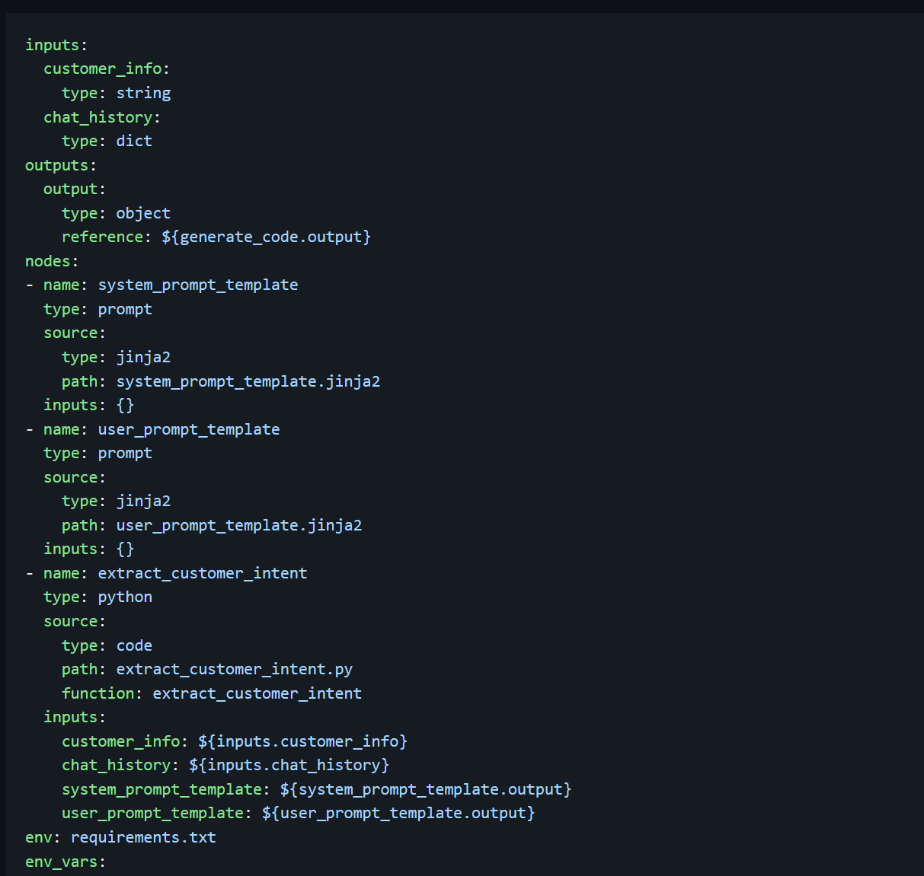 inputs:
  customer_info:
    type: string
  chat_history:
    type: dict
outputs:
  output:
    type: object
    reference: ${generate_code.output}
nodes:
- name: system_prompt_template
  type: prompt
  source:
    type: jinja2
    path: system_prompt_template.jinja2
  inputs: {}
- name: user_prompt_template
  type: prompt
  source:
    type: jinja2
    path: user_prompt_template.jinja2
  inputs: {}
- name: extract_customer_intent
  type: python
  source:
    type: code
    path: extract_customer_intent.py
    function: extract_customer_intent
  inputs:
    customer_info: ${inputs.customer_info}
    chat_history: ${inputs.chat_history}
    system_prompt_template: ${system_prompt_template.output}
    user_prompt_template: ${user_prompt_template.output}
env: requirements.txt
env_vars: